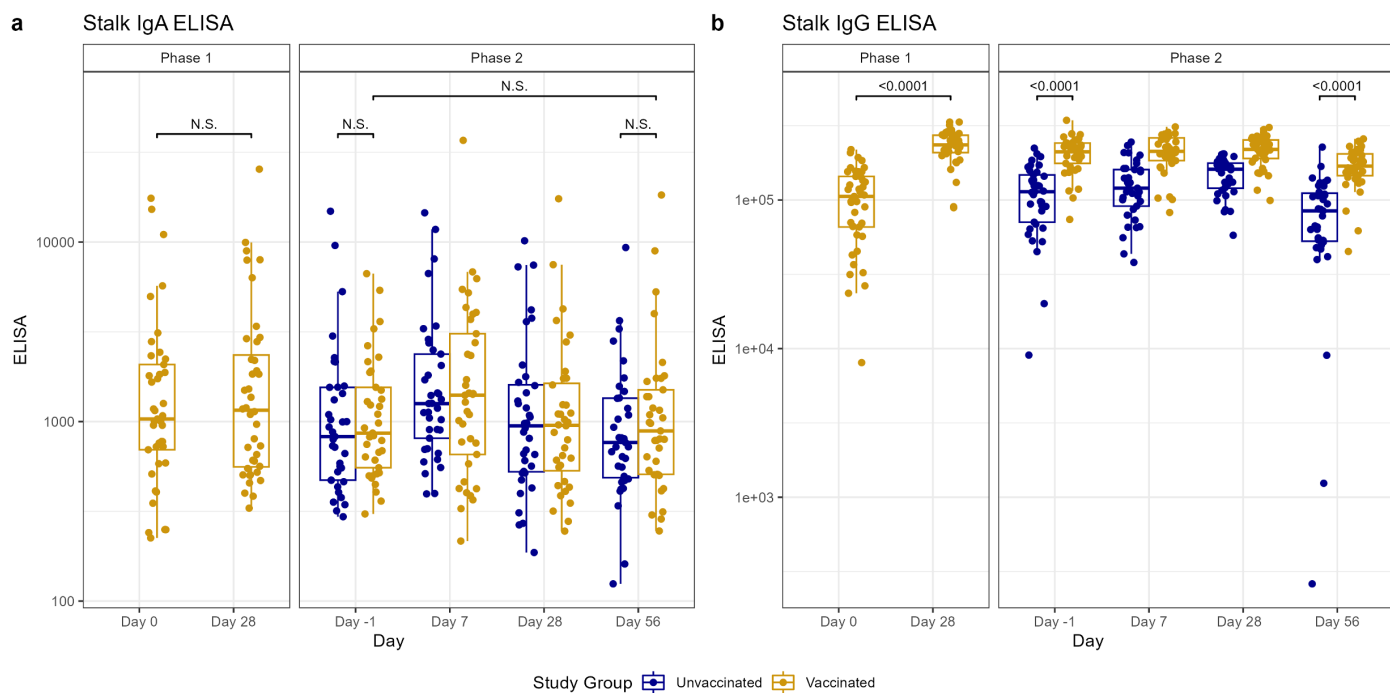 a
Stalk IgA ELISA
Phase 1
Phase 2
N.S.
N.S.
N.S.
N.S.
10000
1000
100
ELISA
Day 0
Day 28
Day -1
Day 7
Day 28
Day 56
Day
b
Stalk IgG ELISA
Phase 1
Phase 2
<0.0001
<0.0001
<0.0001
1e+05
1e+04
1e+03
ELISA
Day 0
Day 28
Day -1
Day 7
Day 28
Day 56
Day
Study Group Unvaccinated Vaccinated